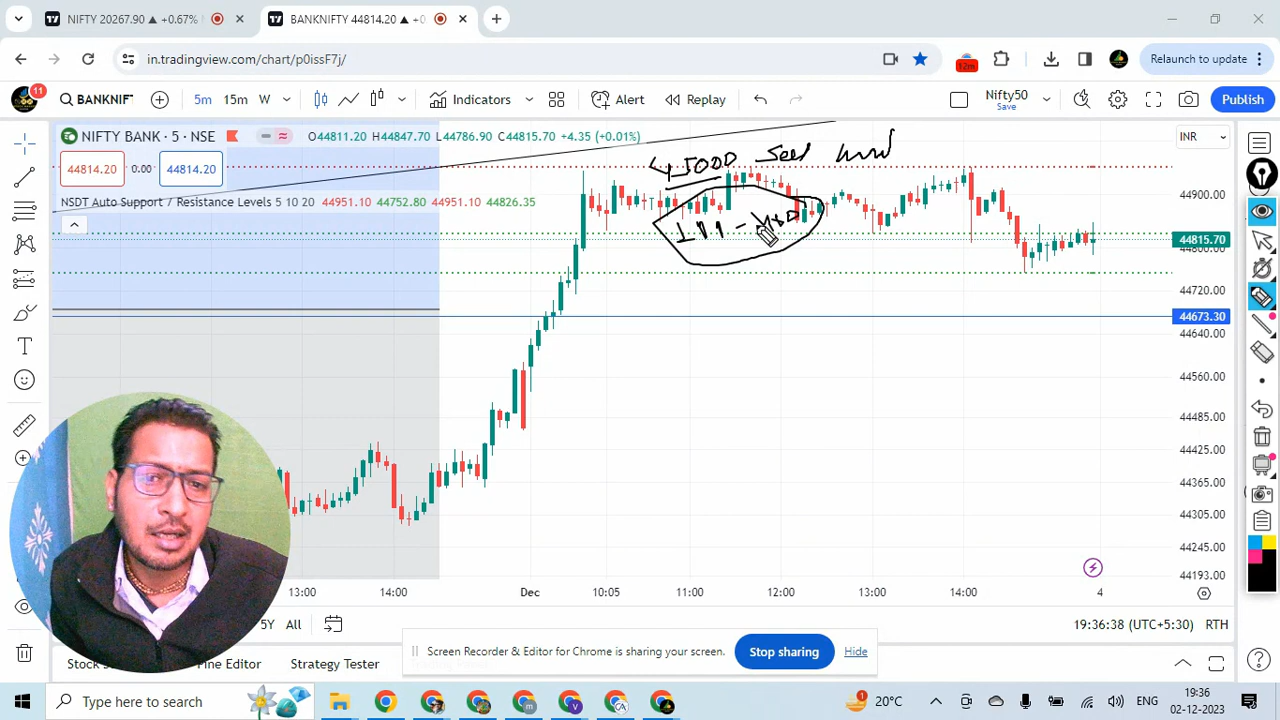 NIFTY 20267.90 ▲ +0.67%
BANKNIFTY 44814.20 ▲ +0
in.tradingview.com/chart/p0issF7j/
12m
Relaunch to update
11
BANKNIF
5m 15m W
Indicators
Alert
Replay
Nifty50
Save
Publish
NIFTY BANK · 5 · NSE
O44811.20 H44847.70 L44786.90 C44815.70 +4.35 (+0.01%)
INR
44814.20 0.00 44814.20
NSDT Auto Support / Resistance Levels 5 10 20 44951.10 44752.80 44951.10 44826.35
45000
44900.00
44815.70
44800.00
44720.00
44673.30
44640.00
44560.00
44485.00
44425.00
44365.00
44305.00
44245.00
44193.00
13:00 14:00 Dec 10:05 11:00 12:00 13:00 14:00 4
5Y All
19:36:38 (UTC+5:30) RTH
Screen Recorder & Editor for Chrome is sharing your screen.
Stop sharing
Hide
Pine Editor
Strategy Tester
Type here to search
1
20°C
19:36
02-12-2023